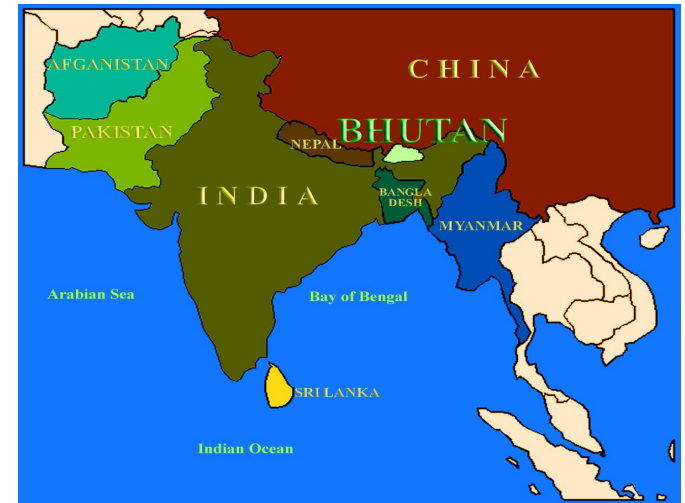 AFGANISTAN
CHINA
PAKISTAN
BHUTAN
NEPAL
INDIA
BANGLA
DESH
MYANMAR
Arabian Sea
Bay of Bengal
SRI LANKA
Indian Ocean